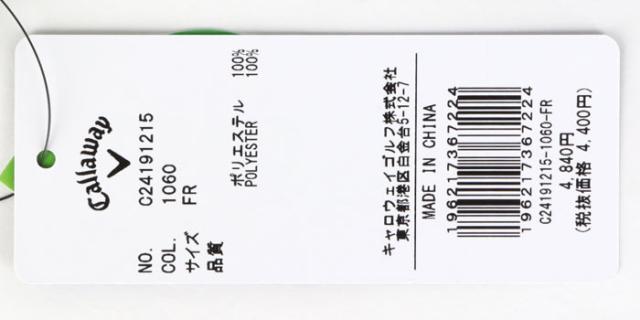 Callaway
NO. C24191215
COL. 1060
サイズ FR
品質 ポリエステル 100%
POLYESTER 100%
キャロウェイゴルフ株式会社
東京都港区白金台5-12-7
MADE IN CHINA
1962173667224
1962173667224
C24191215-1060-FR
4,840円
(税抜価格 4,400円)